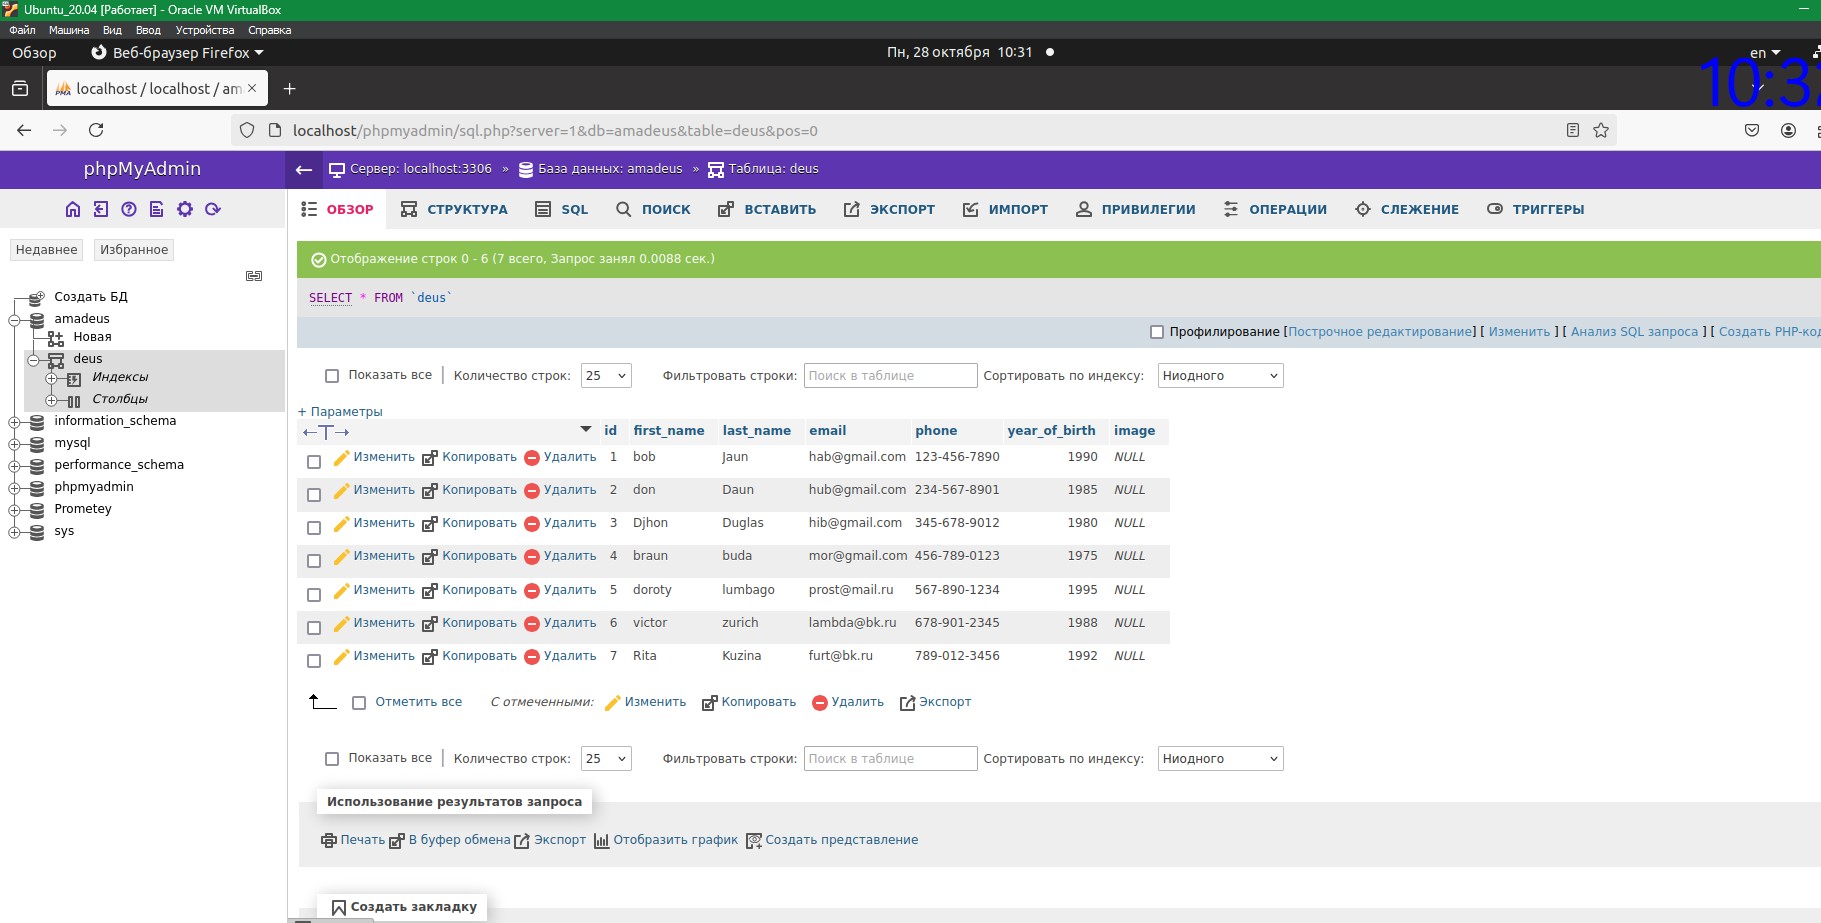 Ubuntu_20.04 [Работает] - Oracle VM VirtualBox
Файл Машина Вид Ввод Устройства Справка
Обзор Веб-браузер Firefox Пн, 28 октября 10:31 en
10:32
localhost / localhost / am
localhost/phpmyadmin/sql.php?server=1&db=amadeus&table=deus&pos=0
phpMyAdmin
Недавнее Избранное
Создать БД
amadeus
Новая
deus
Индексы
Столбцы
information_schema
mysql
performance_schema
phpmyadmin
Prometey
sys
Сервер: localhost:3306 » База данных: amadeus » Таблица: deus
ОБЗОР СТРУКТУРА SQL ПОИСК ВСТАВИТЬ ЭКСПОРТ ИМПОРТ ПРИВИЛЕГИИ ОПЕРАЦИИ СЛЕЖЕНИЕ ТРИГГЕРЫ
Отображение строк 0 - 6 (7 всего, Запрос занял 0.0088 сек.)
SELECT * FROM `deus`
Профилирование [Построчное редактирование] [ Изменить ] [ Анализ SQL запроса ] [ Создать PHP-код
Показать все Количество строк: 25 Фильтровать строки: Поиск в таблице Сортировать по индексу: Ниодного
+ Параметры
←T→ id first_name last_name email phone year_of_birth image
Изменить Копировать Удалить 1 bob Jaun hab@gmail.com 123-456-7890 1990 NULL
Изменить Копировать Удалить 2 don Daun hub@gmail.com 234-567-8901 1985 NULL
Изменить Копировать Удалить 3 Djhon Duglas hib@gmail.com 345-678-9012 1980 NULL
Изменить Копировать Удалить 4 braun buda mor@gmail.com 456-789-0123 1975 NULL
Изменить Копировать Удалить 5 doroty lumbago prost@mail.ru 567-890-1234 1995 NULL
Изменить Копировать Удалить 6 victor zurich lambda@bk.ru 678-901-2345 1988 NULL
Изменить Копировать Удалить 7 Rita Kuzina furt@bk.ru 789-012-3456 1992 NULL
Отметить все С отмеченными: Изменить Копировать Удалить Экспорт
Показать все Количество строк: 25 Фильтровать строки: Поиск в таблице Сортировать по индексу: Ниодного
Использование результатов запроса
Печать В буфер обмена Экспорт Отобразить график Создать представление
Создать закладку